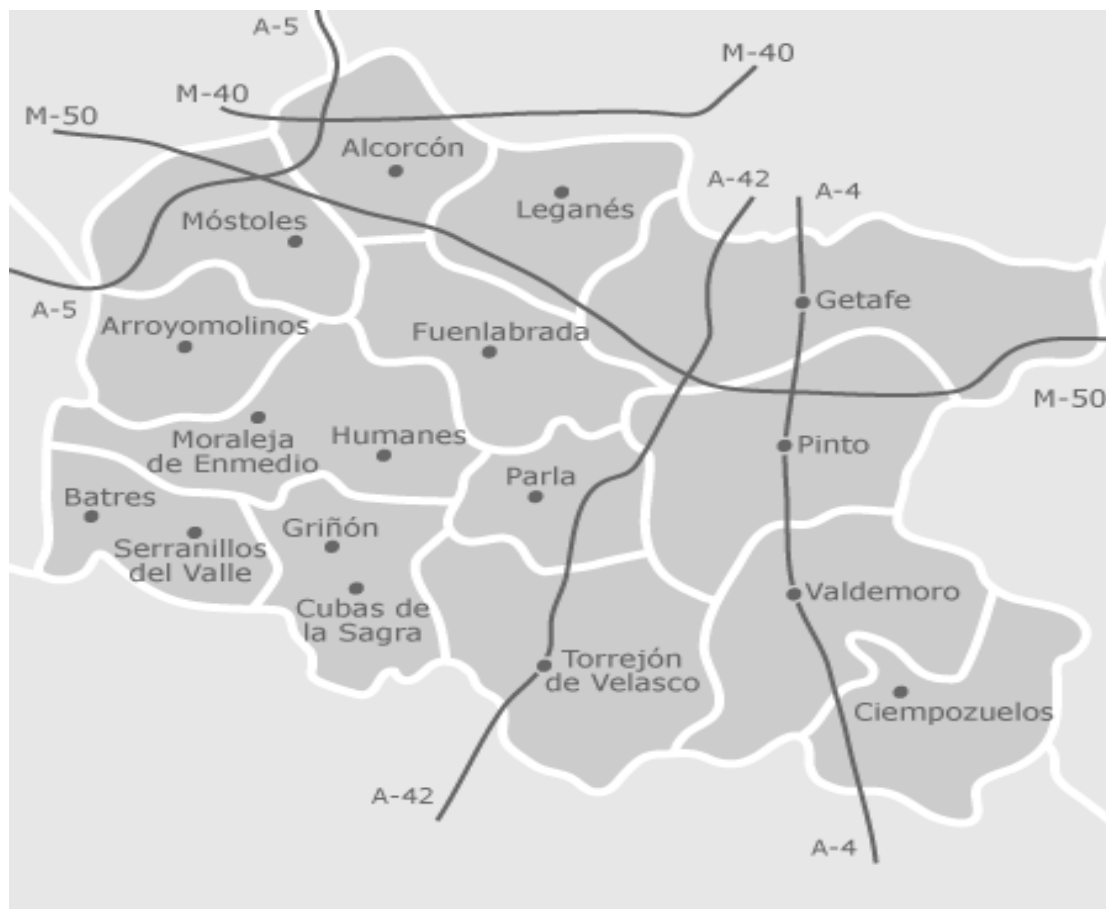 A-5
M-40
M-40
M-50
Alcorcón
A-42
A-4
Leganés
Móstoles
A-5
Getafe
Arroyomolinos
Fuenlabrada
M-50
Moraleja
de Enmedio
Humanes
Pinto
Parla
Batres
Griñón
Serranillos
del Valle
Valdemoro
Cubas de
la Sagra
Torrejón
de Velasco
Ciempozuelos
A-42
A-4